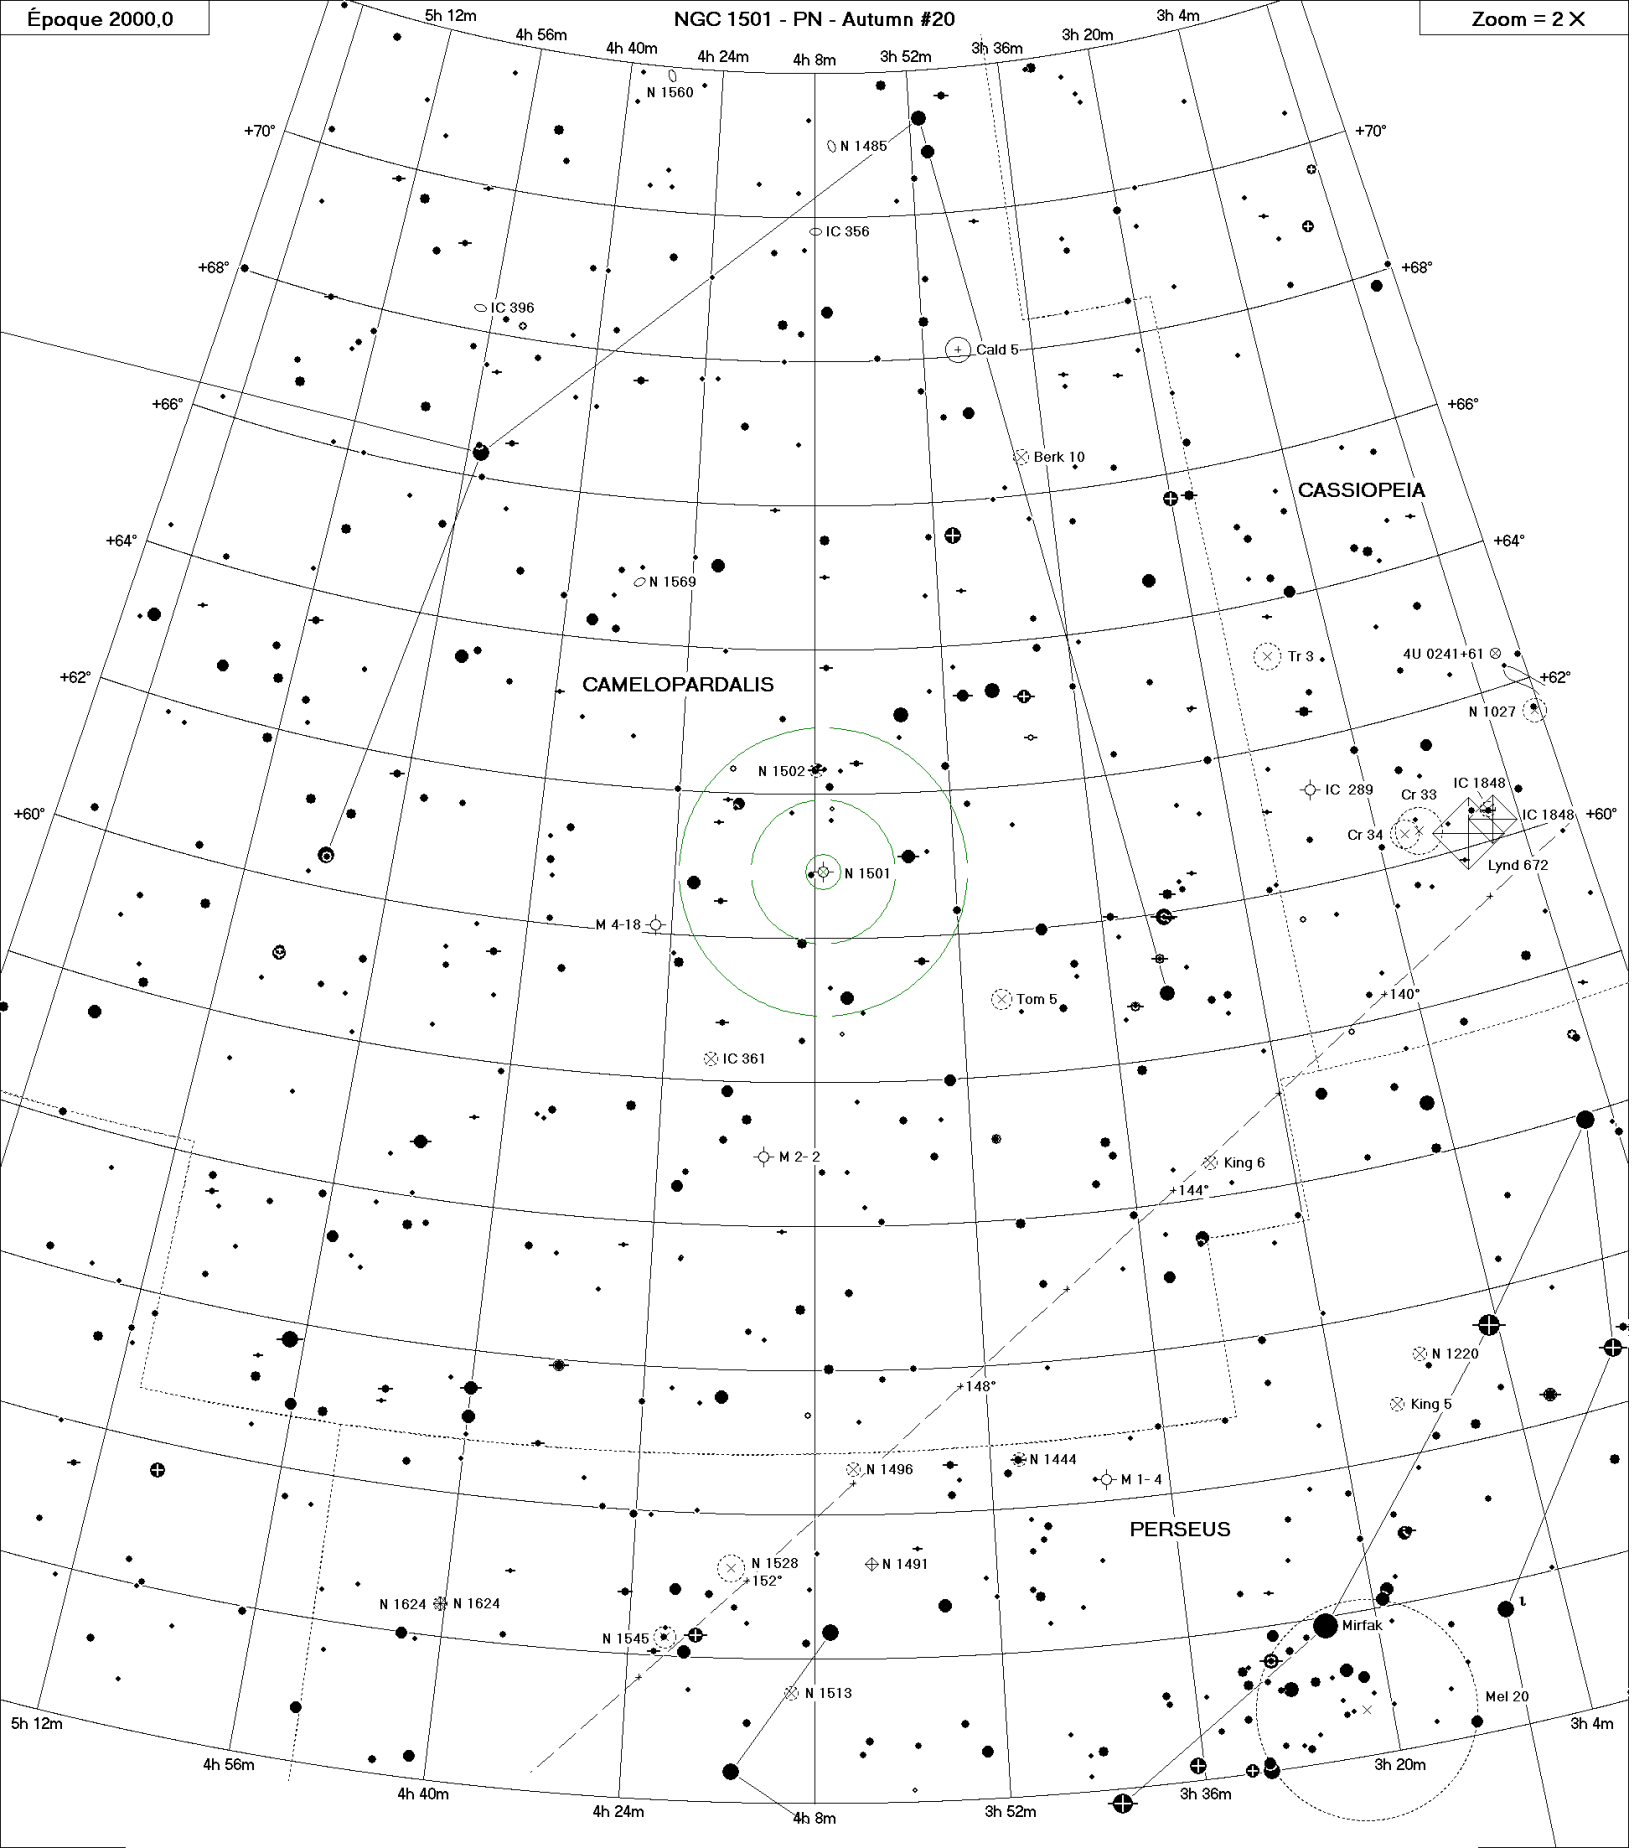 Époque 2000,0
NGC 1501 - PN - Autumn #20
Zoom = 2 X
5h 12m
4h 56m
4h 40m
4h 24m
4h 8m
3h 52m
3h 36m
3h 20m
3h 4m
N 1560
+70°
+70°
N 1485
IC 356
+68°
+68°
IC 396
Cald 5
+66°
+66°
Berk 10
CASSIOPEIA
+64°
+64°
N 1569
4U 0241+61
Tr 3
+62°
+62°
CAMELOPARDALIS
N 1027
N 1502
IC 1848
IC 289
Cr 33
+60°
IC 1848
+60°
Cr 34
Lynd 672
N 1501
M 4-18
140°
Tom 5
IC 361
M 2- 2
King 6
144°
N 1220
148°
King 5
N 1444
N 1496
M 1- 4
PERSEUS
N 1528
N 1491
152°
N 1624
N 1624
ι
Mirfak
N 1545
N 1513
Mel 20
5h 12m
3h 4m
4h 56m
3h 20m
4h 40m
3h 36m
4h 24m
3h 52m
4h 8m